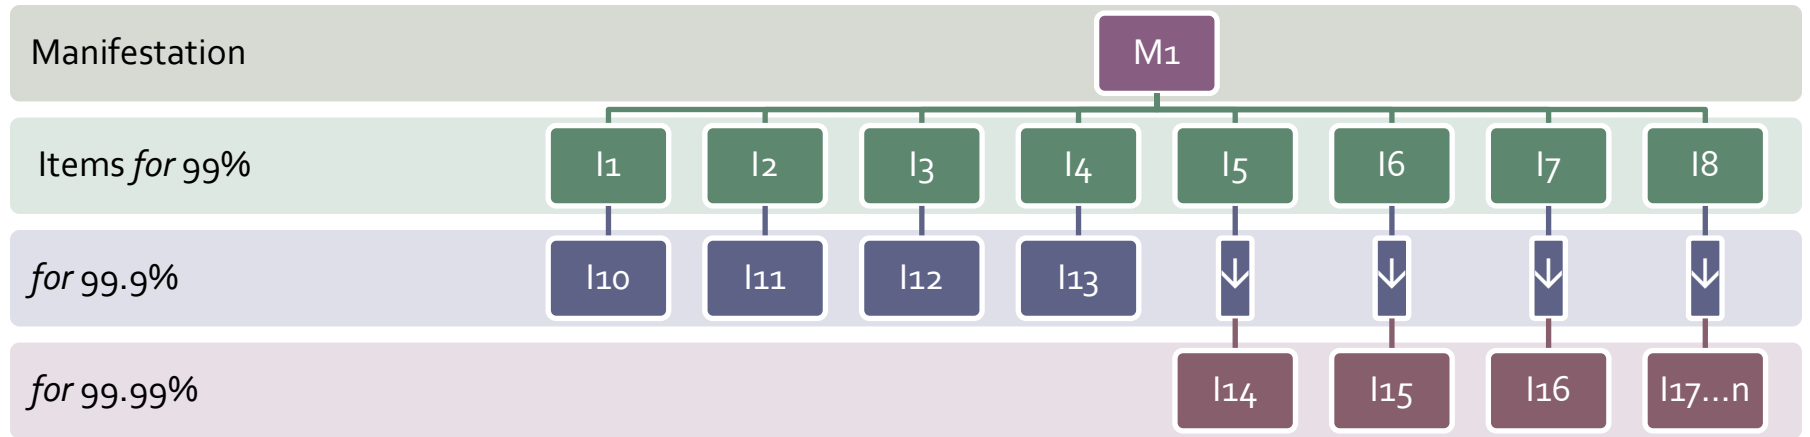 Manifestation
M1
Items for 99%
I1 I2 I3 I4 I5 I6 I7 I8
for 99.9%
I10 I11 I12 I13 ↓ ↓ ↓ ↓
for 99.99%
I14 I15 I16 I17...n